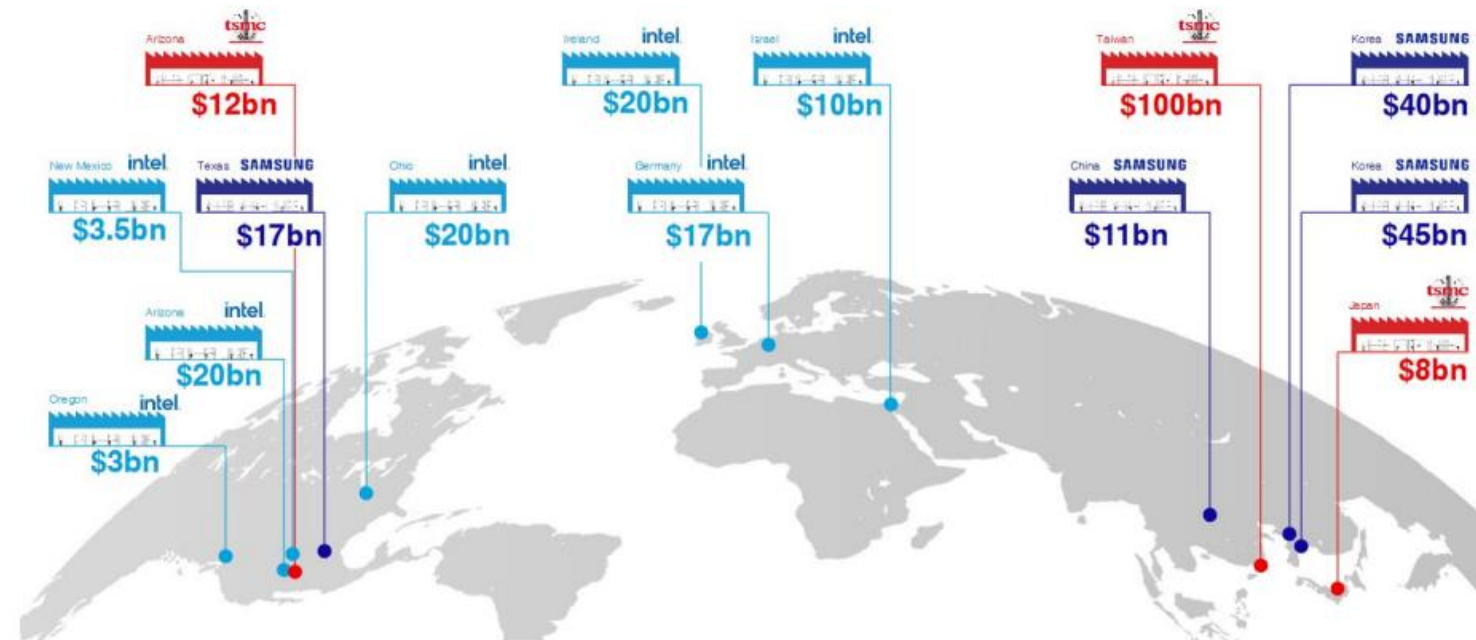 Arizona tsmc
$12bn
Ireland intel.
$20bn
Israel intel.
$10bn
Taiwan tsmc
$100bn
Korea SAMSUNG
$40bn
New Mexico intel.
$3.5bn
Texas SAMSUNG
$17bn
Ohio intel.
$20bn
Germany intel.
$17bn
China SAMSUNG
$11bn
Korea SAMSUNG
$45bn
Arizona intel.
$20bn
Japan tsmc
$8bn
Oregon intel.
$3bn